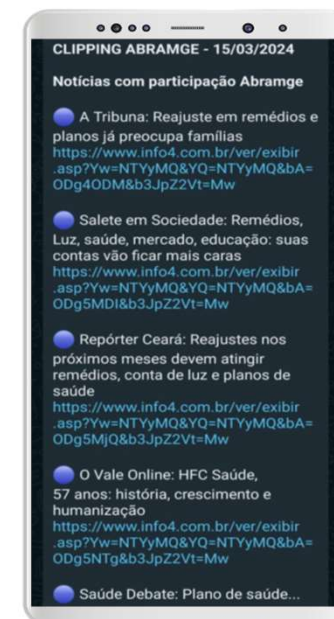 CLIPPING ABRAMGE - 15/03/2024
Notícias com participação Abramge
A Tribuna: Reajuste em remédios e
planos já preocupa famílias
https://www.info4.com.br/ver/exibir
.asp?Yw=NTYyMQ&YQ=NTYyMQ&bA=
ODg4ODM&b3JpZ2Vt=Mw
Salete em Sociedade: Remédios,
Luz, saúde, mercado, educação: suas
contas vão ficar mais caras
https://www.info4.com.br/ver/exibir
.asp?Yw=NTYyMQ&YQ=NTYyMQ&bA=
ODg5MDI&b3JpZ2Vt=Mw
Repórter Ceará: Reajustes nos
próximos meses devem atingir
remédios, conta de luz e planos de
saúde
https://www.info4.com.br/ver/exibir
.asp?Yw=NTYyMQ&YQ=NTYyMQ&bA=
ODg5MjQ&b3JpZ2Vt=Mw
O Vale Online: HFC Saúde,
57 anos: história, crescimento e
humanização
https://www.info4.com.br/ver/exibir
.asp?Yw=NTYyMQ&YQ=NTYyMQ&bA=
ODg5NTg&b3JpZ2Vt=Mw
Saúde Debate: Plano de saúde...